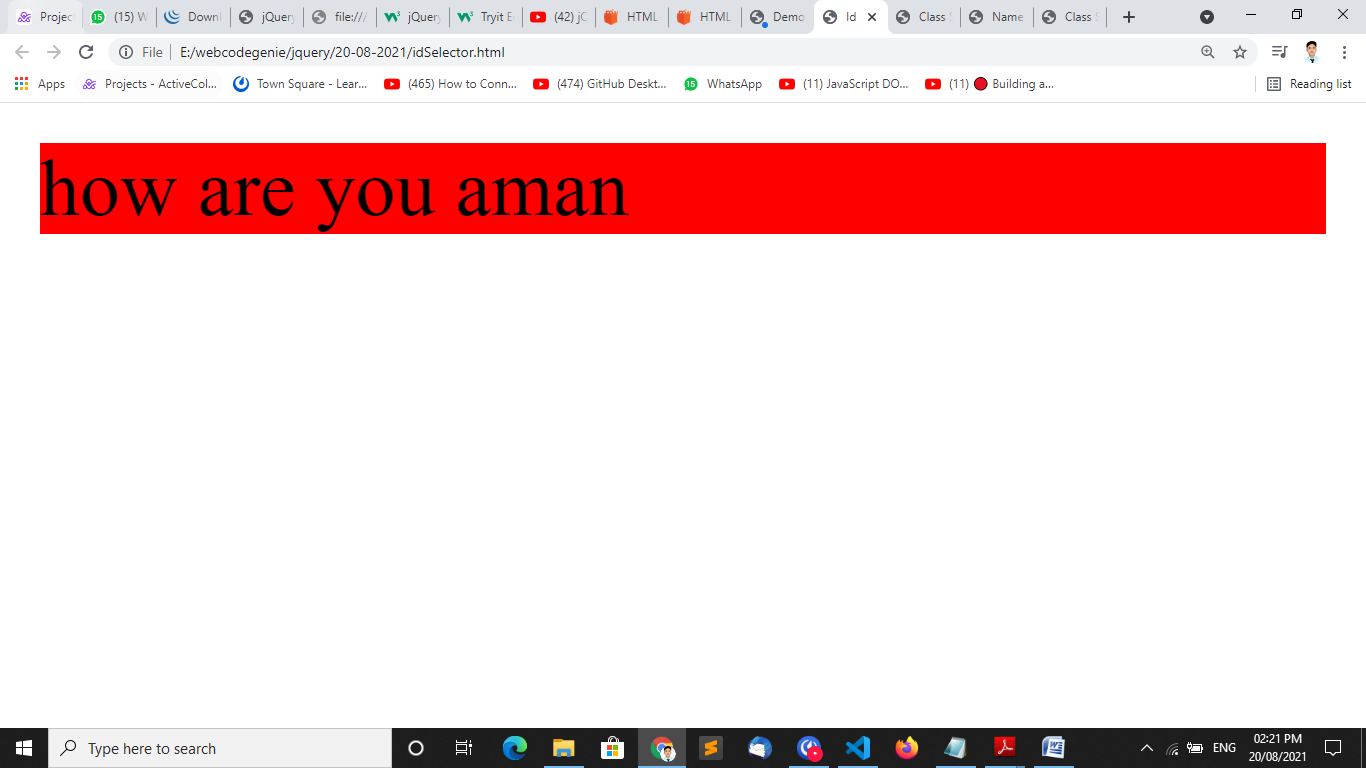 Projec
(15) W
Downl
jQuery
file:///
jQuery
Tryit E
(42) jC
HTML
HTML
Demo
Id
Class S
Name
Class S
File
E:/webcodegenie/jquery/20-08-2021/idSelector.html
Apps
Projects - ActiveCol...
Town Square - Lear...
(465) How to Conn...
(474) GitHub Deskt...
15
WhatsApp
(11) JavaScript DO...
(11) 🔴 Building a...
Reading list
how are you aman
Type here to search
ENG
02:21 PM
20/08/2021